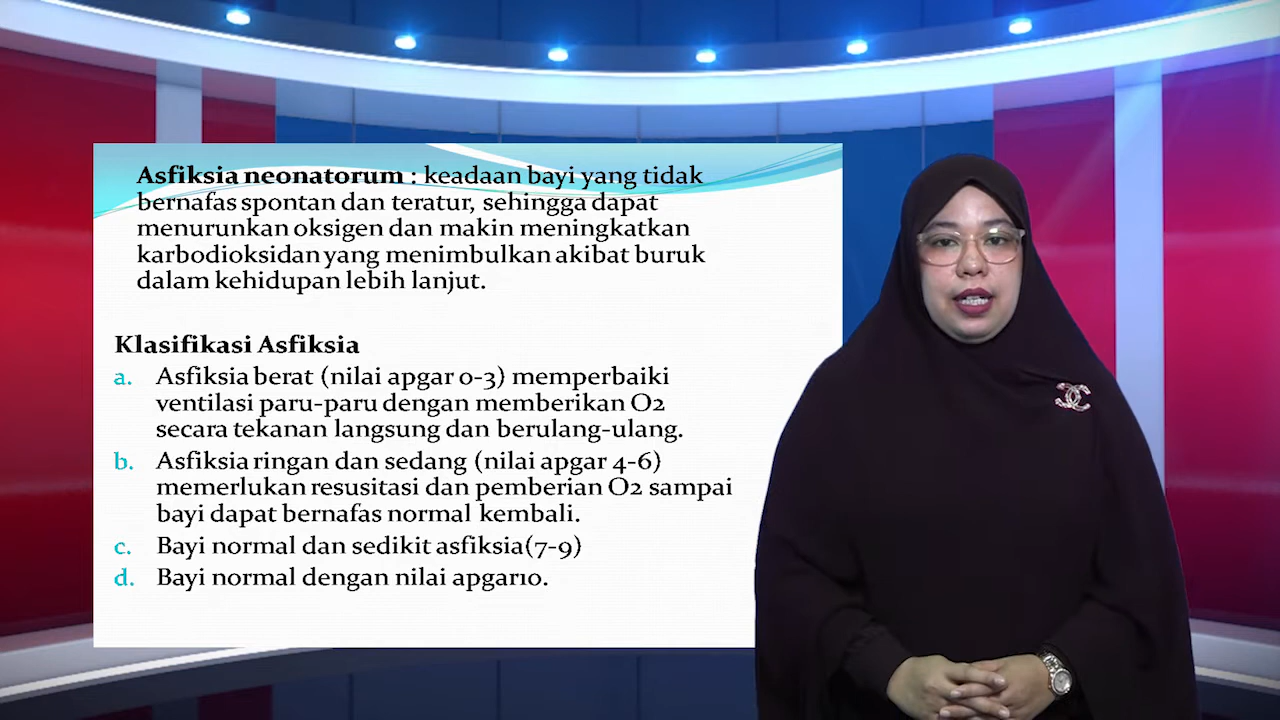 Asfiksia neonatorum : keadaan bayi yang tidak
bernafas spontan dan teratur, sehingga dapat
menurunkan oksigen dan makin meningkatkan
karbodioksidan yang menimbulkan akibat buruk
dalam kehidupan lebih lanjut.
Klasifikasi Asfiksia
a. Asfiksia berat (nilai apgar 0-3) memperbaiki
ventilasi paru-paru dengan memberikan O2
secara tekanan langsung dan berulang-ulang.
b. Asfiksia ringan dan sedang (nilai apgar 4-6)
memerlukan resusitasi dan pemberian O2 sampai
bayi dapat bernafas normal kembali.
c. Bayi normal dan sedikit asfiksia(7-9)
d. Bayi normal dengan nilai apgar10.